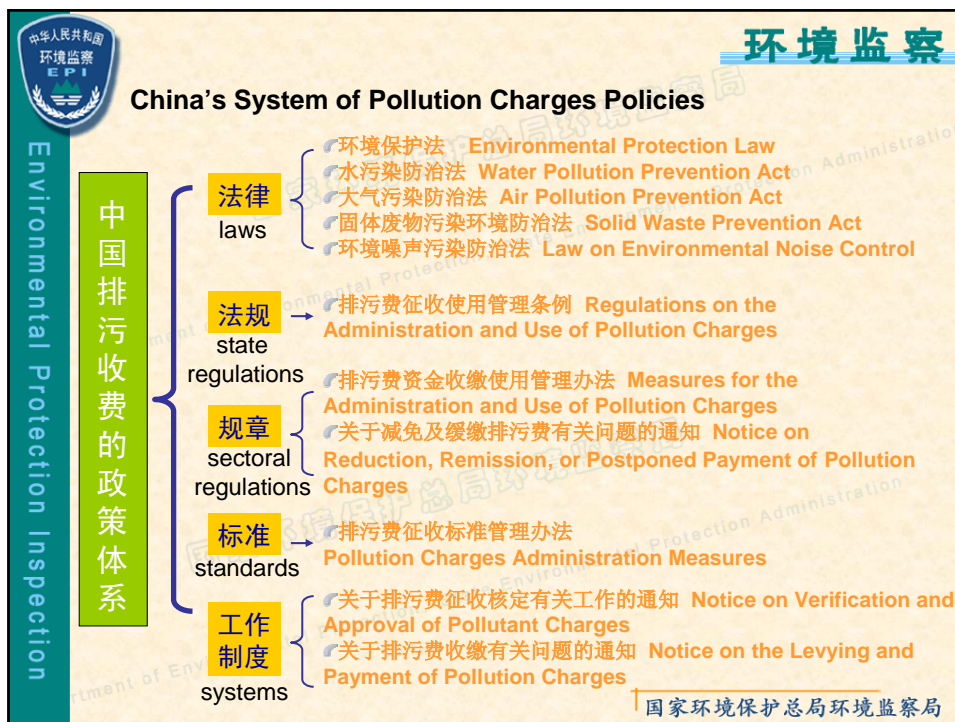 中华人民共和国
环境监察
EPI
环境监察
China's System of Pollution Charges Policies
Environmental Protection Inspection
中国排污收费的政策体系
法律
laws
环境保护法 Environmental Protection Law
水污染防治法 Water Pollution Prevention Act
大气污染防治法 Air Pollution Prevention Act
固体废物污染环境防治法 Solid Waste Prevention Act
环境噪声污染防治法 Law on Environmental Noise Control
法规
state
regulations
排污费征收使用管理条例 Regulations on the
Administration and Use of Pollution Charges
规章
sectoral
regulations
排污费资金收缴使用管理办法 Measures for the
Administration and Use of Pollution Charges
关于减免及缓缴排污费有关问题的通知 Notice on
Reduction, Remission, or Postponed Payment of Pollution
Charges
标准
standards
排污费征收标准管理办法
Pollution Charges Administration Measures
工作
制度
systems
关于排污费征收核定有关工作的通知 Notice on Verification and
Approval of Pollutant Charges
关于排污费收缴有关问题的通知 Notice on the Levying and
Payment of Pollution Charges
国家环境保护总局环境监察局